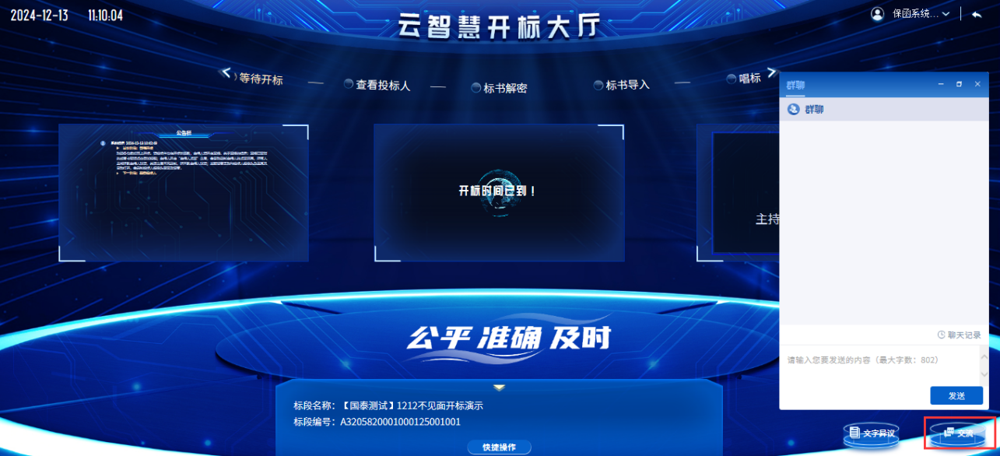 2024-12-13 11:10:04
云智慧开标大厅
保函系统...
等待开标
查看投标人
标书解密
标书导入
唱标
群聊
群聊
公告栏
开标时间已到！
主持
聊天记录
请输入您要发送的内容（最大字数：802）
发送
公平 准确 及时
标段名称：【国泰测试】1212不见面开标演示
标段编号：A3205820001000125001001
快捷操作
文字异议
交流